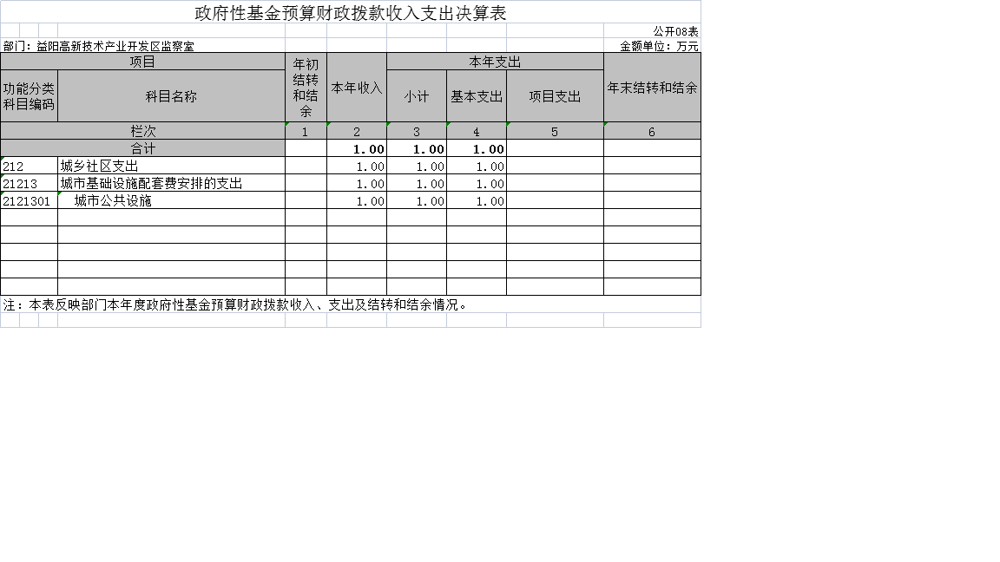 政府性基金预算财政拨款收入支出决算表
公开08表
部门：益阳高新技术产业开发区监察室 金额单位：万元
项目 年初结转和结余 本年收入 本年支出 年末结转和结余
功能分类科目编码 科目名称 小计 基本支出 项目支出
栏次 1 2 3 4 5 6
合计 1.00 1.00 1.00
212 城乡社区支出 1.00 1.00 1.00
21213 城市基础设施配套费安排的支出 1.00 1.00 1.00
2121301 城市公共设施 1.00 1.00 1.00
注：本表反映部门本年度政府性基金预算财政拨款收入、支出及结转和结余情况。